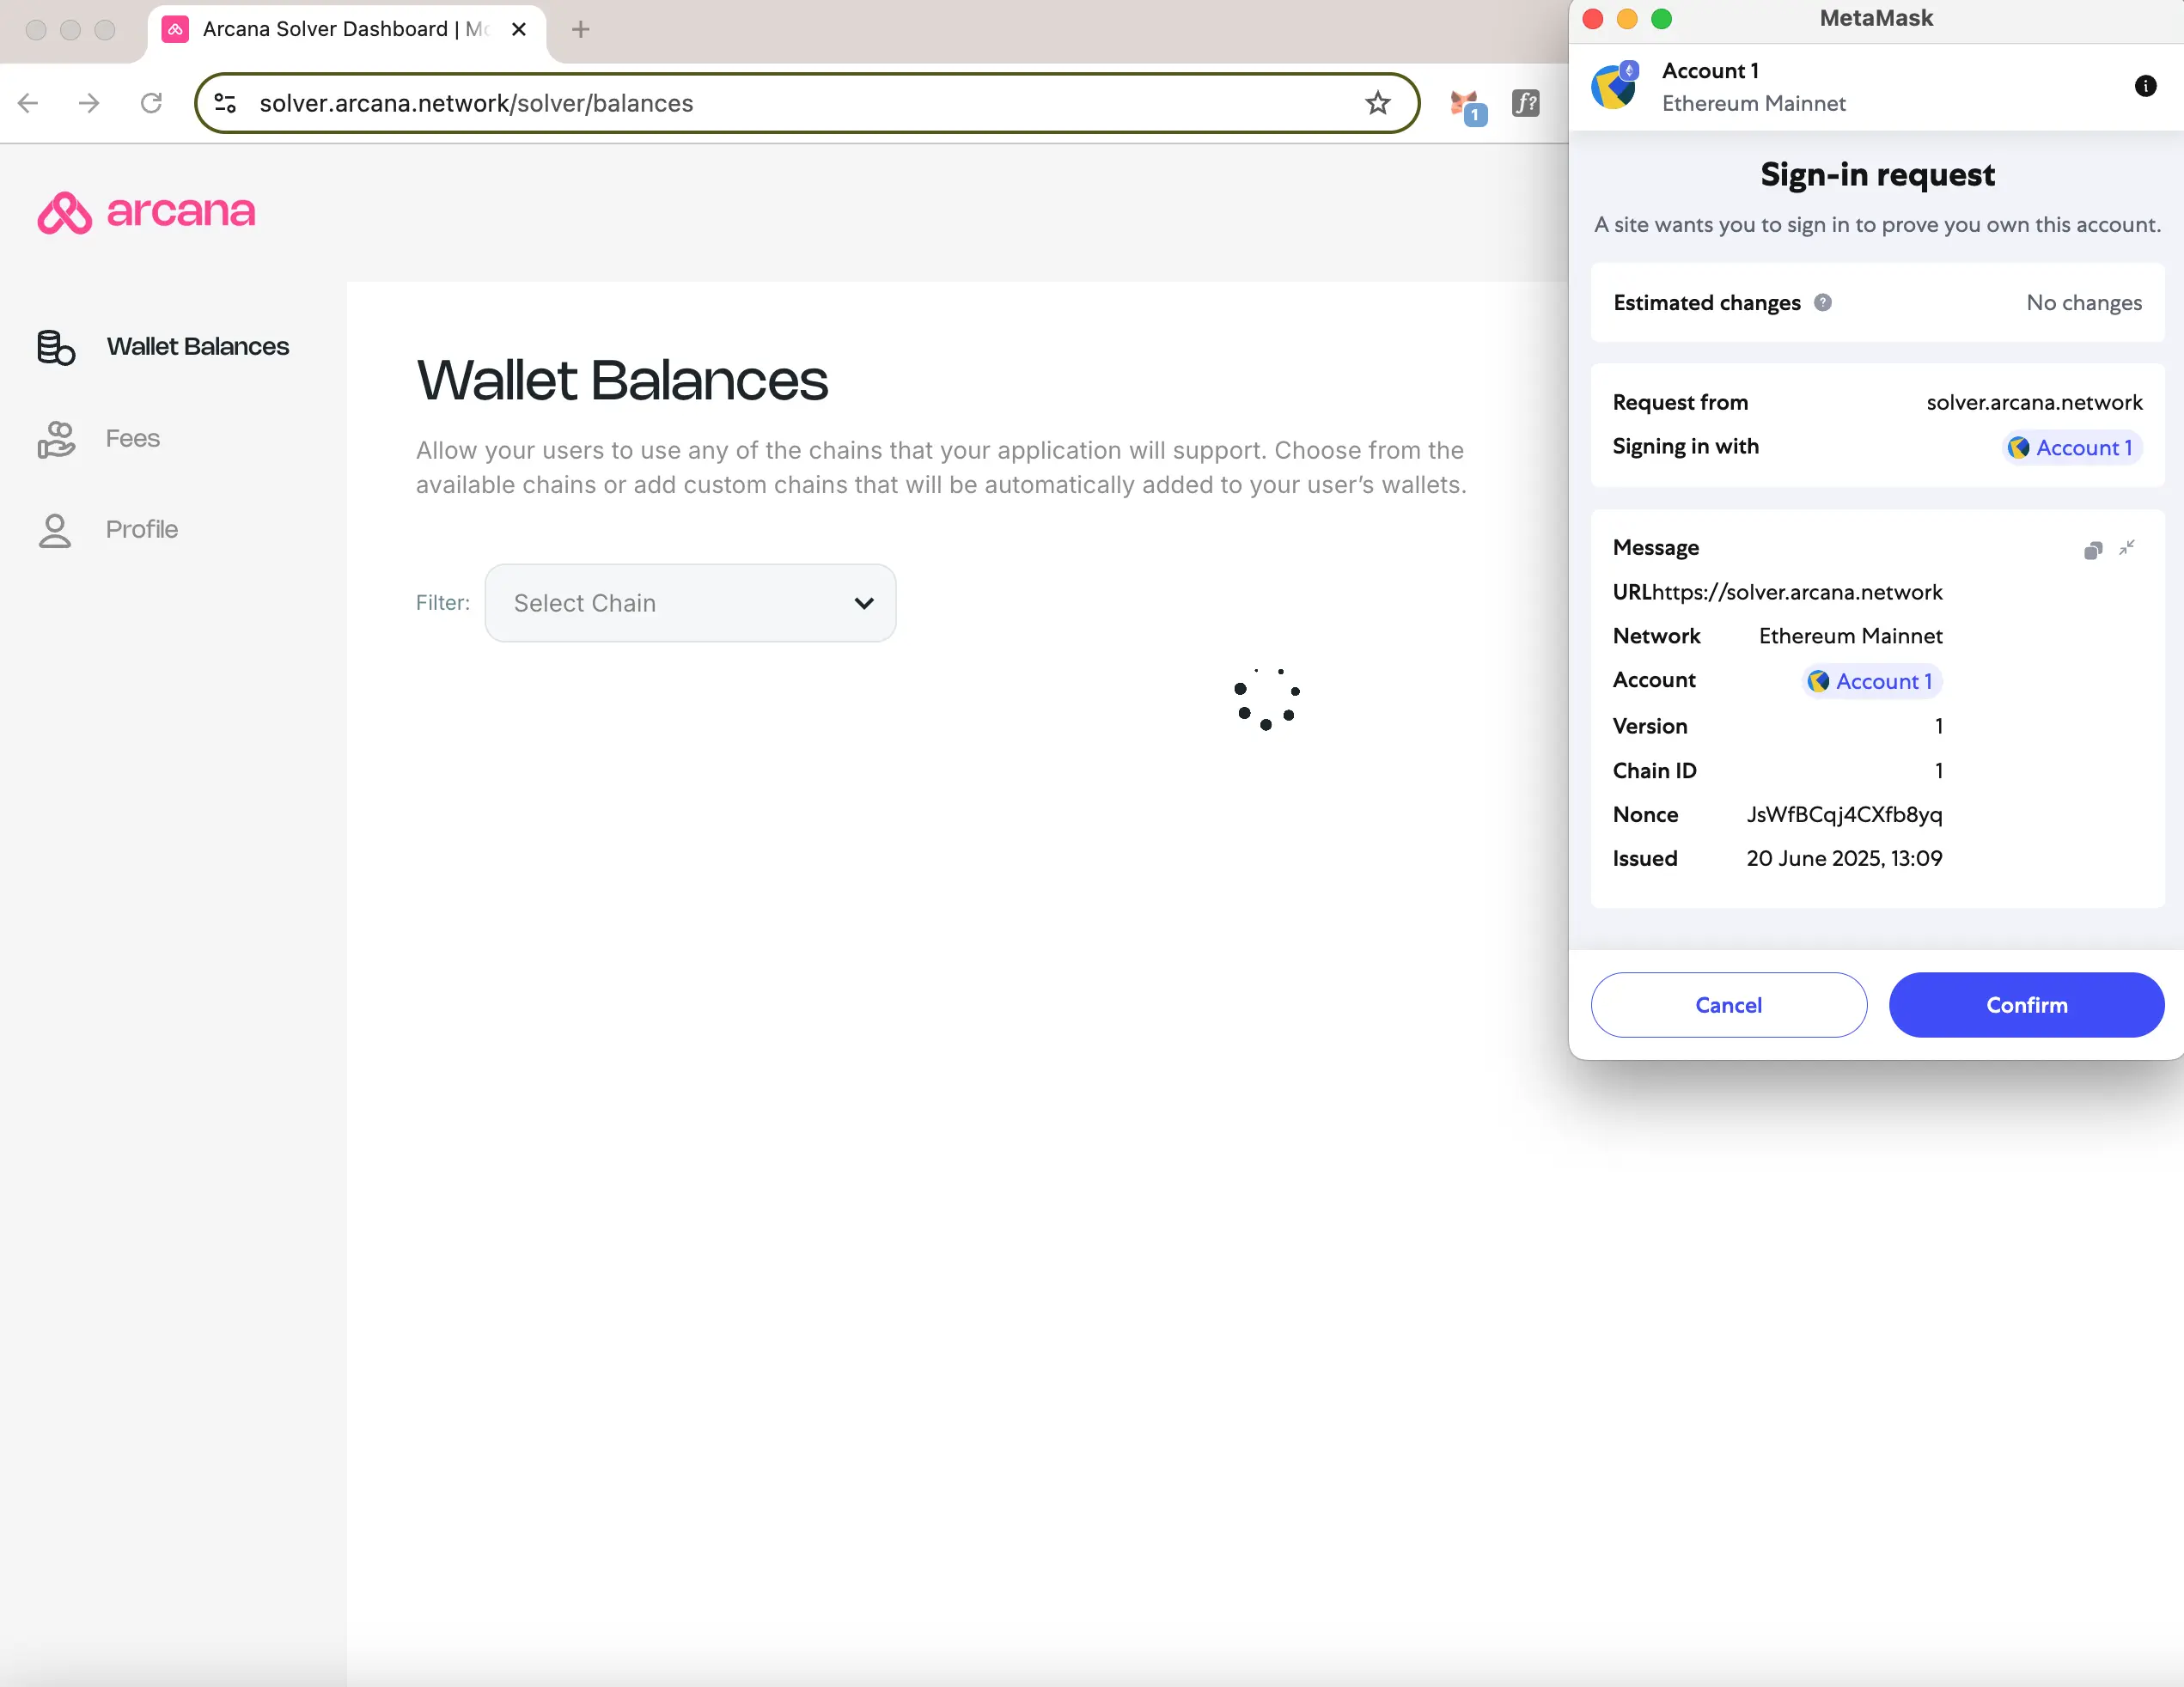 Arcana Solver Dashboard | Mo
solver.arcana.network/solver/balances
1
f?
arcana
Wallet Balances
Fees
Profile
Wallet Balances
Allow your users to use any of the chains that your application will support. Choose from the
available chains or add custom chains that will be automatically added to your user’s wallets.
Filter:
Select Chain
MetaMask
Account 1
Ethereum Mainnet
Sign-in request
A site wants you to sign in to prove you own this account.
Estimated changes ? No changes
Request from solver.arcana.network
Signing in with Account 1
Message
URLhttps://solver.arcana.network
Network Ethereum Mainnet
Account Account 1
Version 1
Chain ID 1
Nonce JsWfBCqj4CXfb8yq
Issued 20 June 2025, 13:09
Cancel Confirm